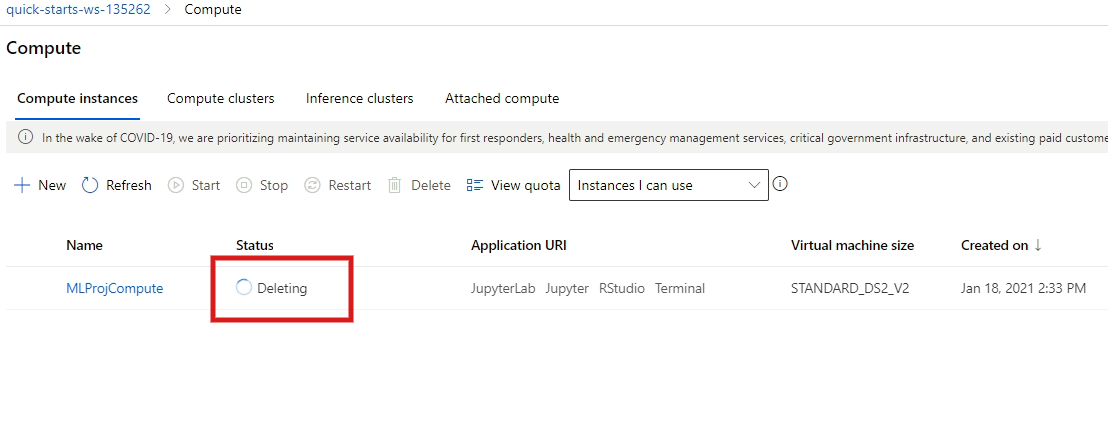 quick-starts-ws-135262 > Compute
Compute
Compute instances Compute clusters Inference clusters Attached compute
In the wake of COVID-19, we are prioritizing maintaining service availability for first responders, health and emergency management services, critical government infrastructure, and existing paid custome
New Refresh Start Stop Restart Delete View quota Instances I can use
Name Status Application URI Virtual machine size Created on ↓
MLProjCompute Deleting JupyterLab Jupyter RStudio Terminal STANDARD_DS2_V2 Jan 18, 2021 2:33 PM